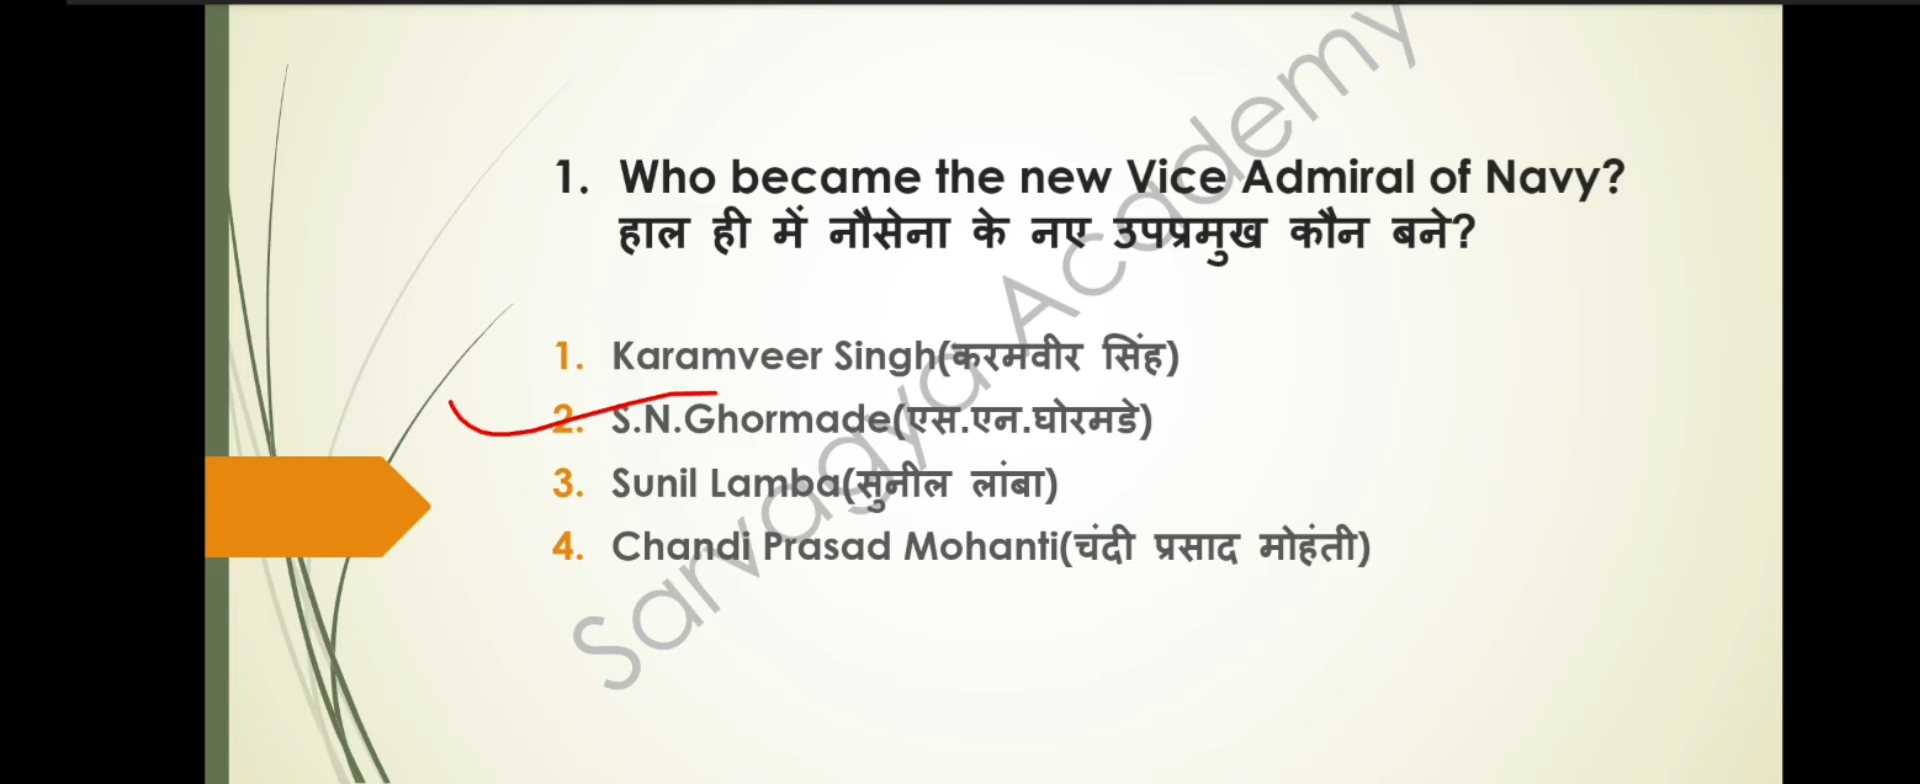 1. Who became the new Vice Admiral of Navy?
हाल ही में नौसेना के नए उपप्रमुख कौन बने?
1. Karamveer Singh(करमवीर सिंह)
2. S.N.Ghormade(एस.एन.घोरमडे)
3. Sunil Lamba(सुनील लांबा)
4. Chandi Prasad Mohanti(चंदी प्रसाद मोहंती)
Sarvagya Academy